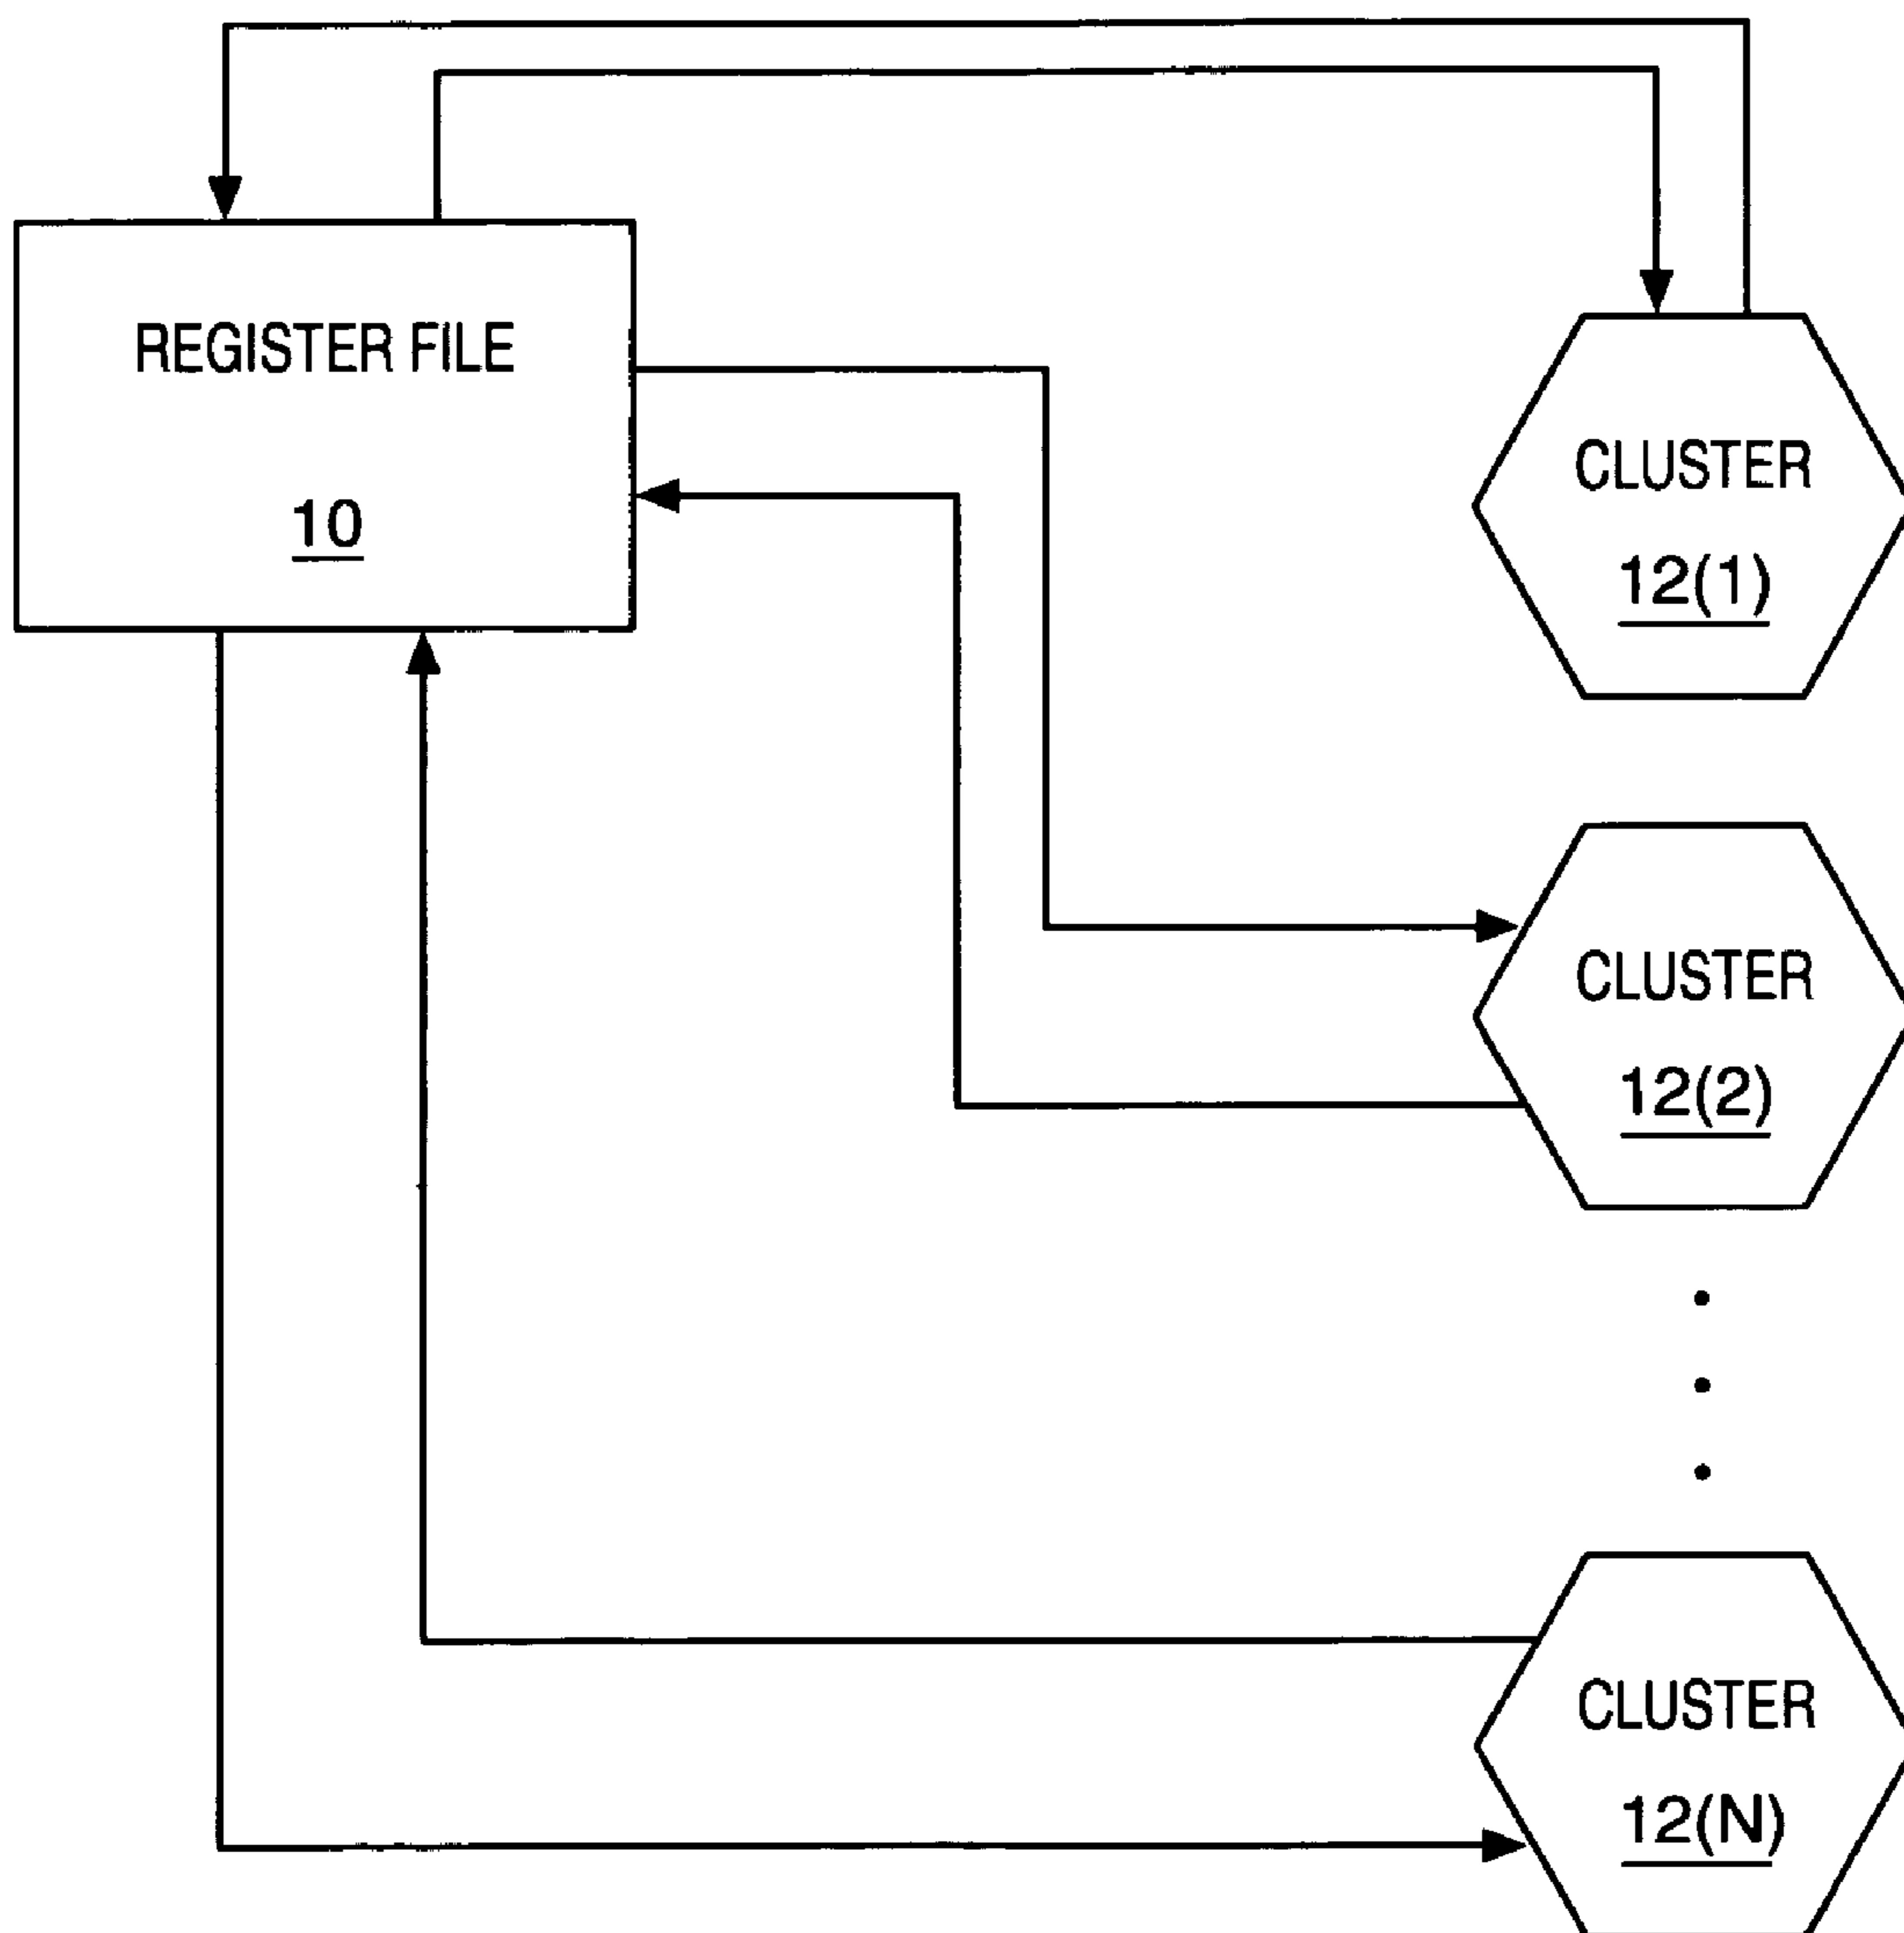 REGISTER FILE
10
CLUSTER
12(1)
CLUSTER
12(2)
CLUSTER
12(N)